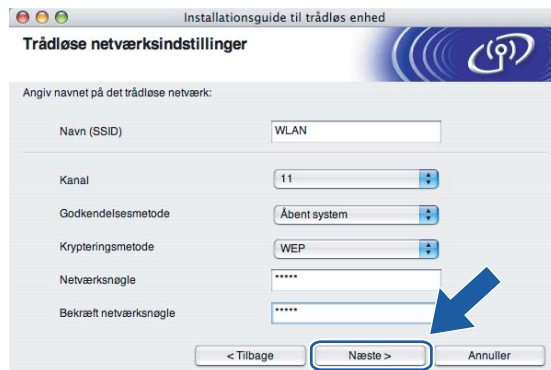 Installationsguide til trådløs enhed
Trådløse netværksindstillinger
Angiv navnet på det trådløse netværk:
Navn (SSID) WLAN
Kanal 11
Godkendelsesmetode Åbent system
Krypteringsmetode WEP
Netværksnøgle *****
Bekræft netværksnøgle *****
< Tilbage Næste > Annuller